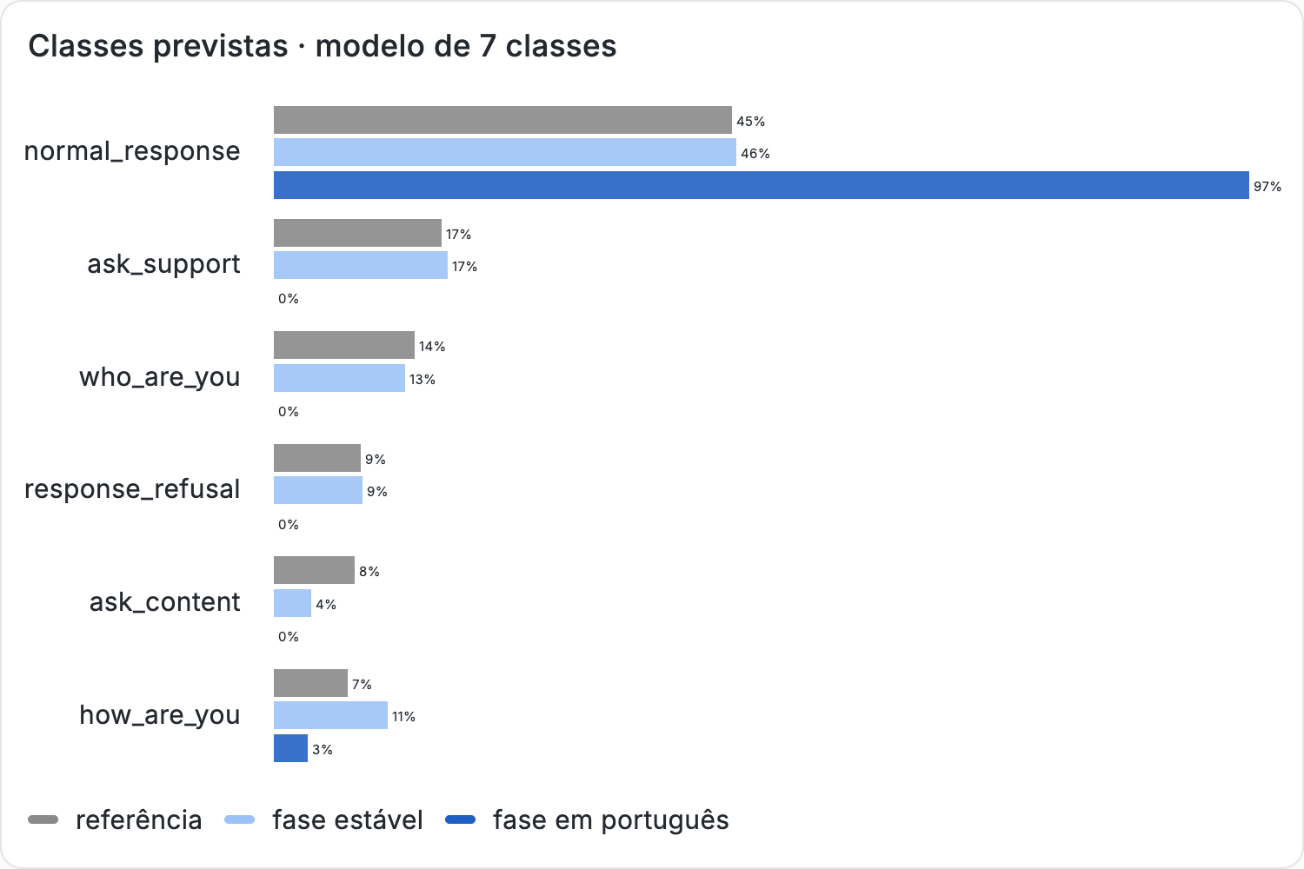 Classes previstas · modelo de 7 classes
normal_response
45%
46%
97%
ask_support
17%
17%
0%
who_are_you
14%
13%
0%
response_refusal
9%
9%
0%
ask_content
8%
4%
0%
how_are_you
7%
11%
3%
referência fase estável fase em português